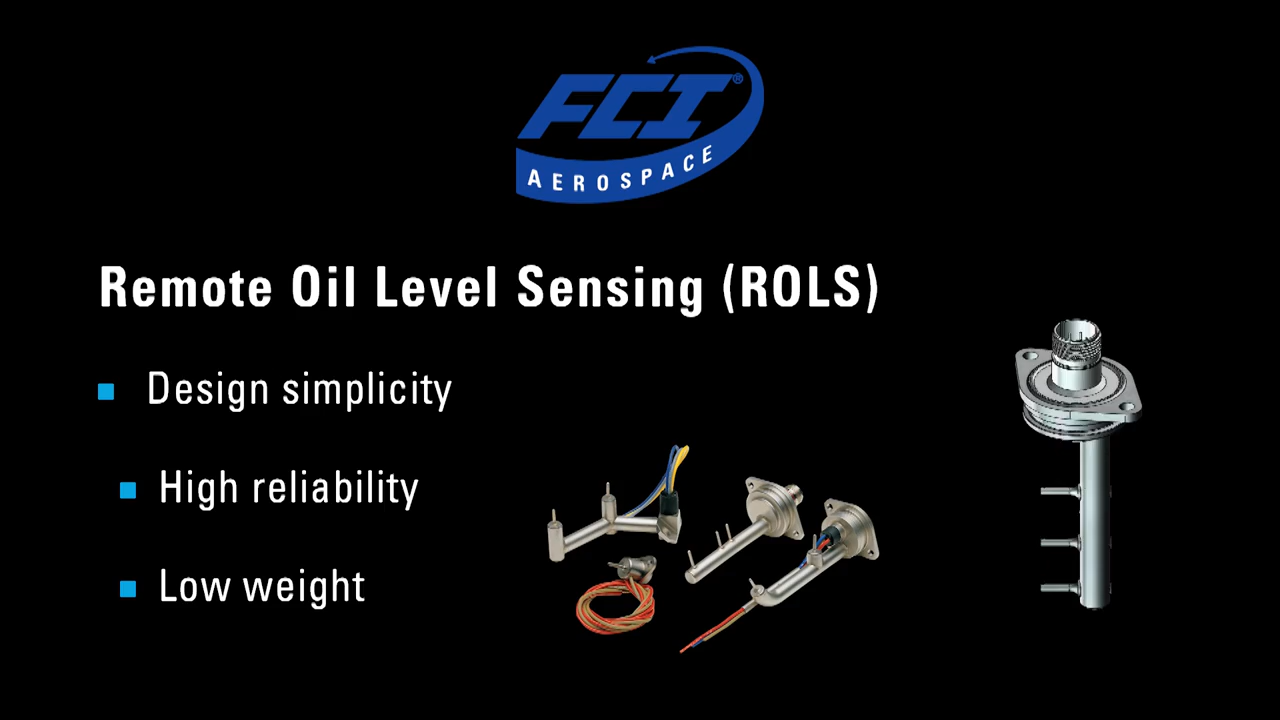 FCI®
AEROSPACE
Remote Oil Level Sensing (ROLS)
Design simplicity
High reliability
Low weight